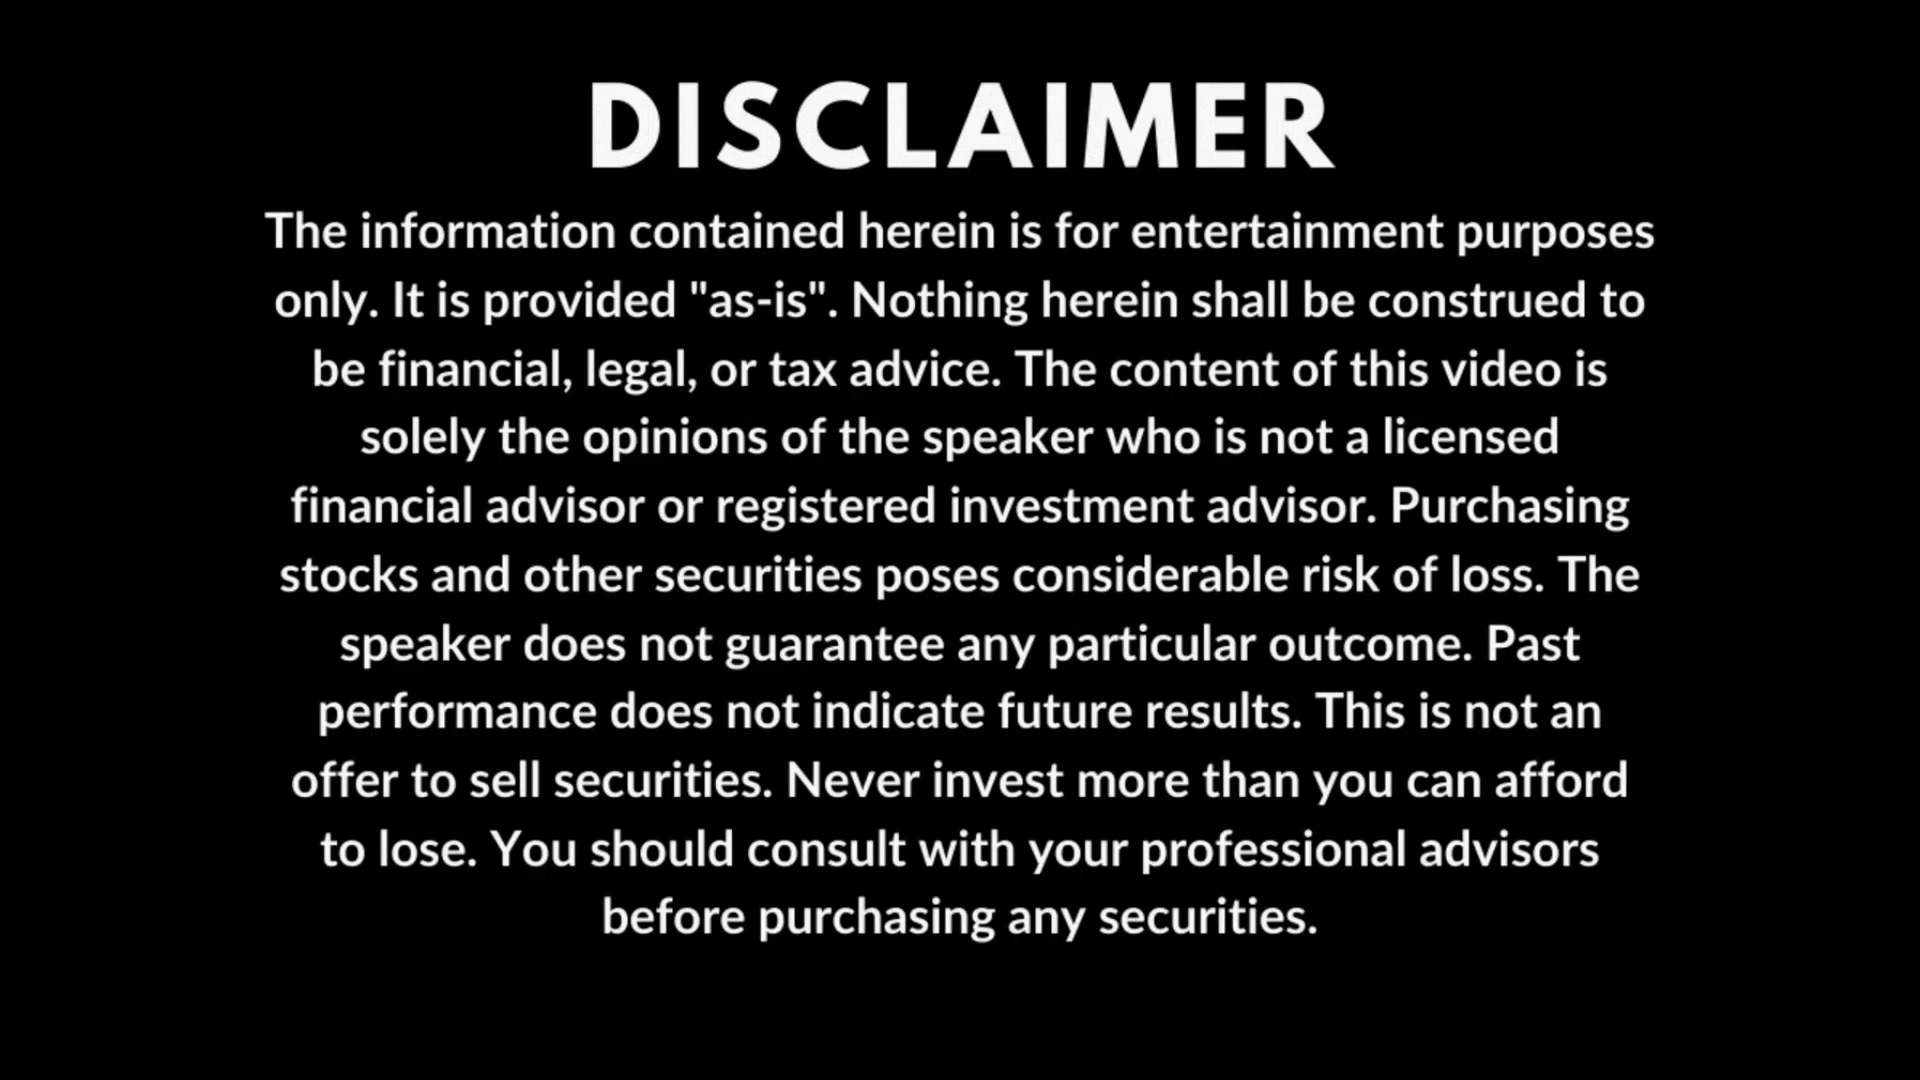 DISCLAIMER
The information contained herein is for entertainment purposes
only. It is provided "as-is". Nothing herein shall be construed to
be financial, legal, or tax advice. The content of this video is
solely the opinions of the speaker who is not a licensed
financial advisor or registered investment advisor. Purchasing
stocks and other securities poses considerable risk of loss. The
speaker does not guarantee any particular outcome. Past
performance does not indicate future results. This is not an
offer to sell securities. Never invest more than you can afford
to lose. You should consult with your professional advisors
before purchasing any securities.